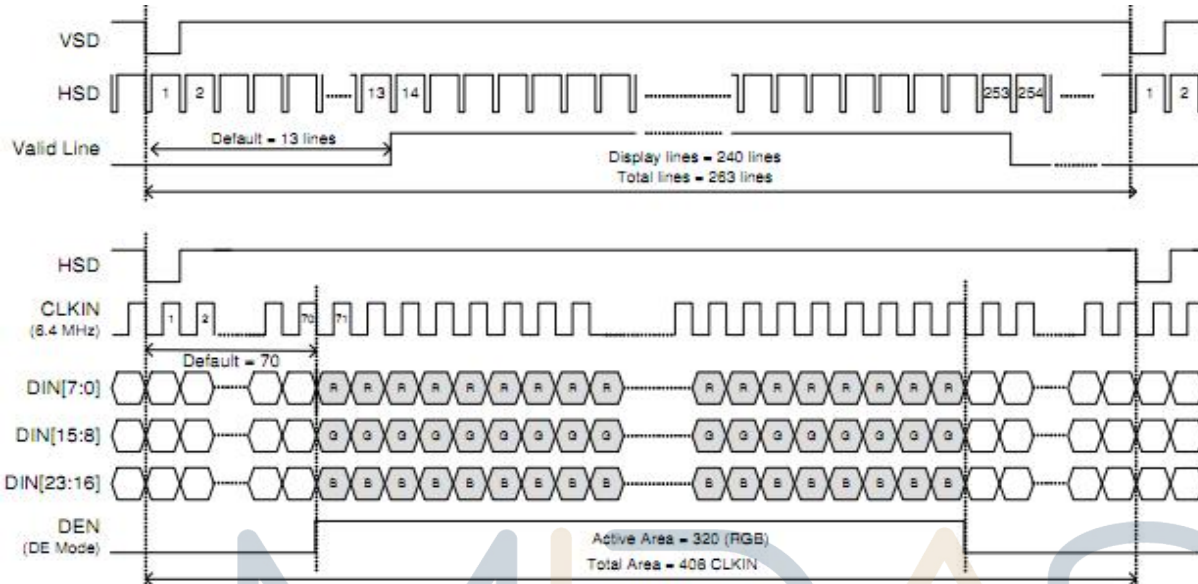 VSD
HSD 1 2 13 14 253 254 1 2
Valid Line Default = 13 lines
Display lines = 240 lines
Total lines = 263 lines
HSD
CLKIN 1 2 70 71
(6.4 MHz)
Default = 70
DIN[7:0] R R R R R R R R R R R R R R R R R
DIN[15:8] G G G G G G G G G G G G G G G G G
DIN[23:16] B B B B B B B B B B B B B B B B B
DEN
(DE Mode)
Active Area = 320 (RGB)
Total Area = 408 CLKIN